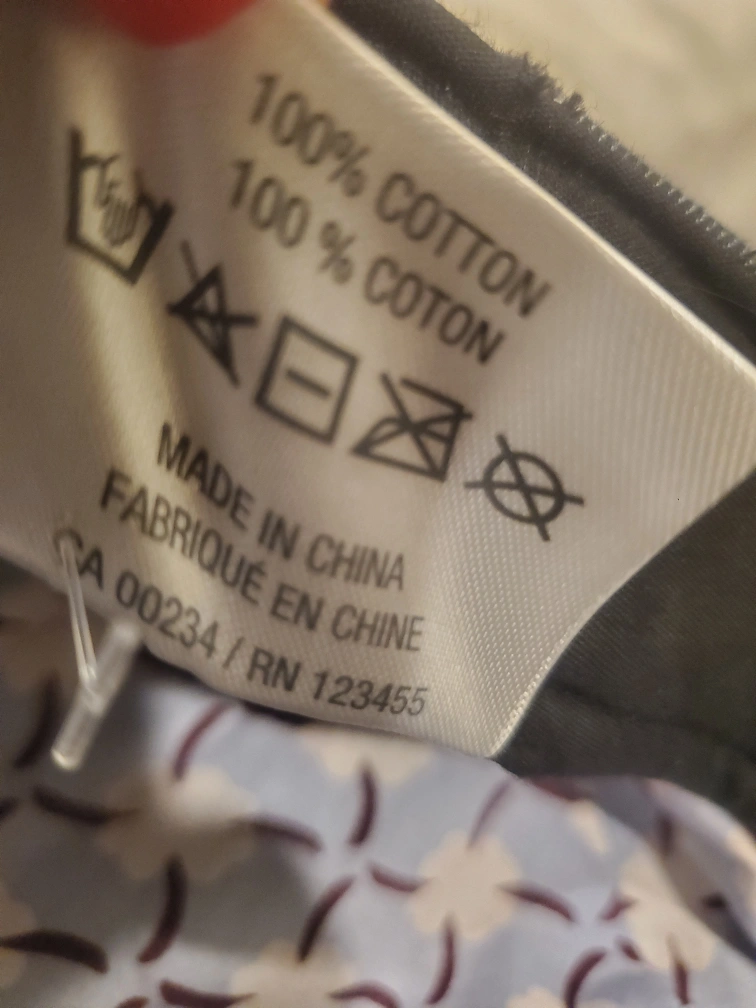 100% COTTON
100 % COTON
MADE IN CHINA
FABRIQUÉ EN CHINE
CA 00234 / RN 123455